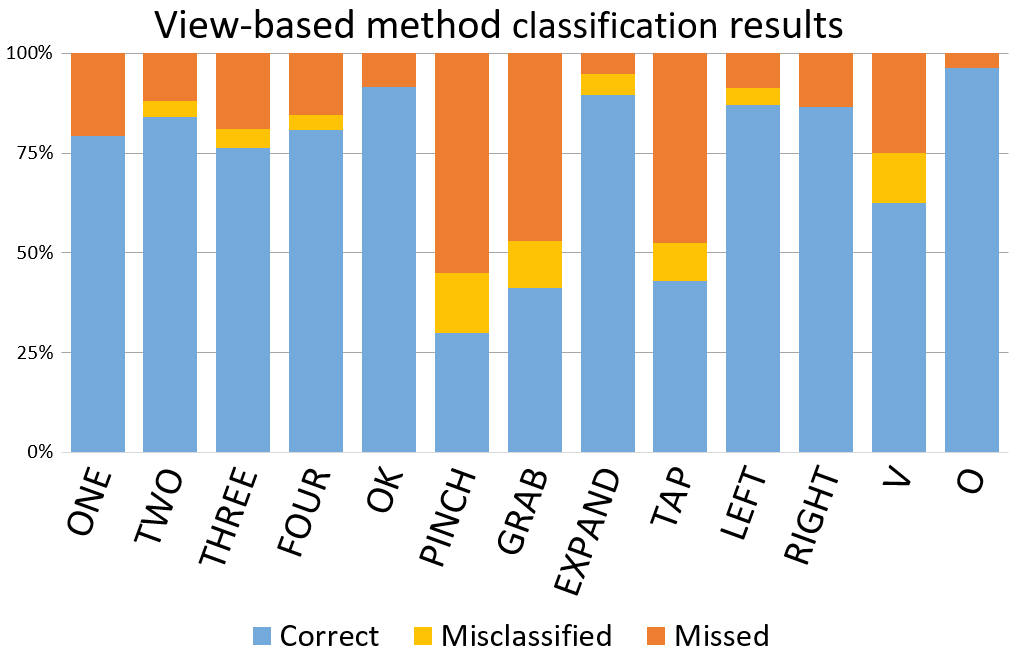 View-based method classification results
100%
75%
50%
25%
0%
ONE
TWO
THREE
FOUR
OK
PINCH
GRAB
EXPAND
TAP
LEFT
RIGHT
V
O
Correct Misclassified Missed